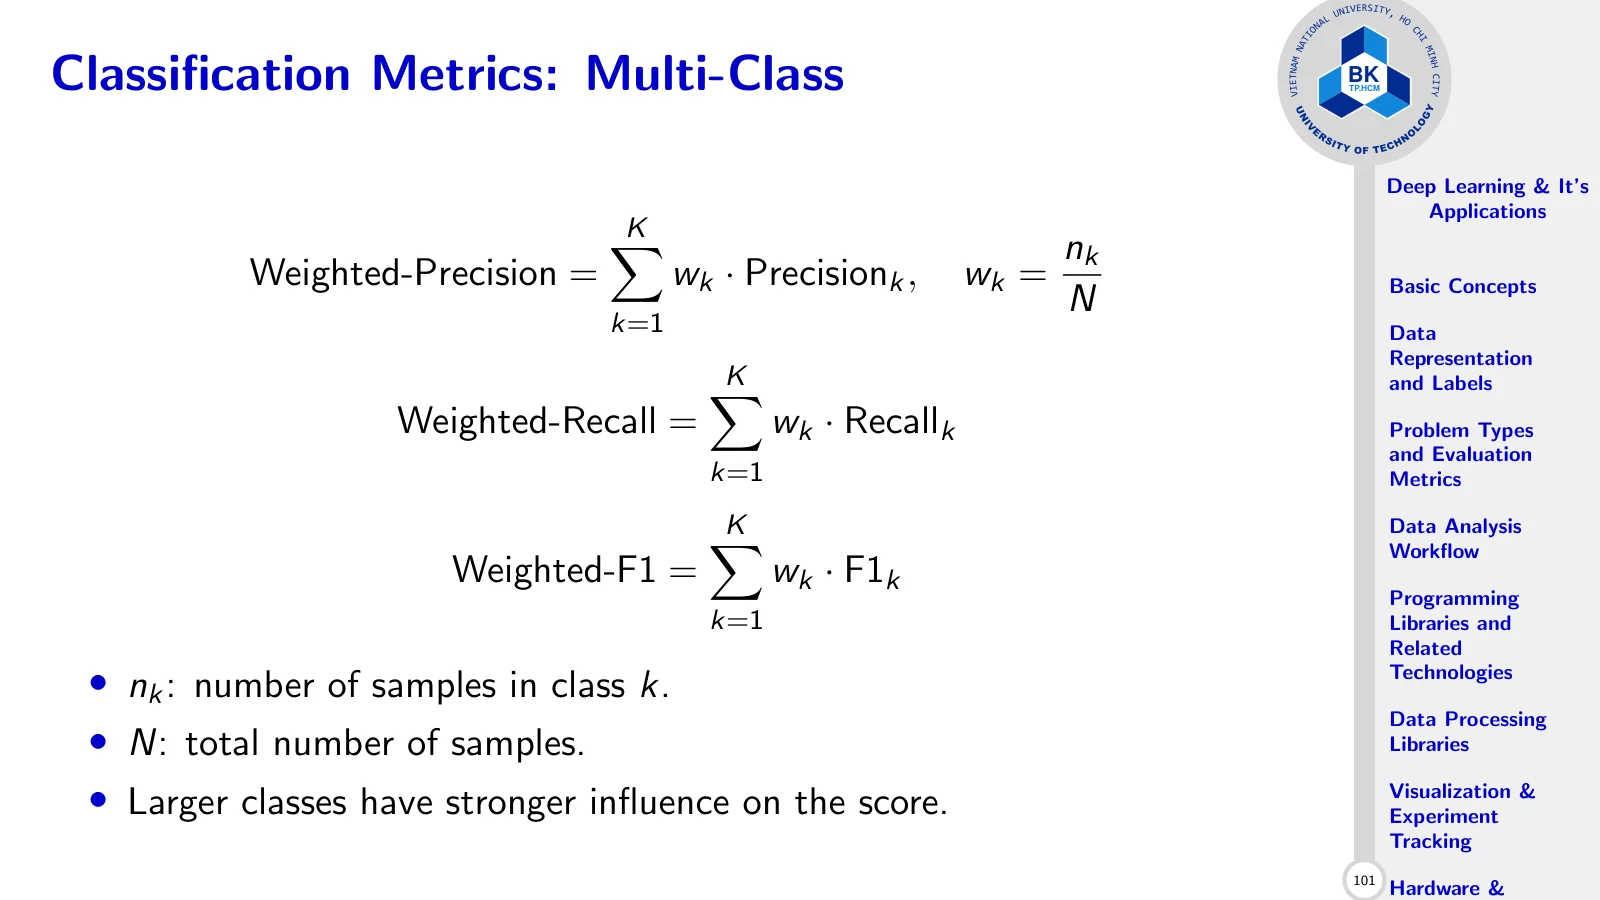 Classification Metrics: Multi-Class
VIETNAM NATIONAL UNIVERSITY, HO CHI MINH CITY
BK
TP.HCM
UNIVERSITY OF TECHNOLOGY
Weighted-Precision = ∑_{k=1}^{K} w_k · Precision_k, w_k = n_k / N
Weighted-Recall = ∑_{k=1}^{K} w_k · Recall_k
Weighted-F1 = ∑_{k=1}^{K} w_k · F1_k
• n_k: number of samples in class k.
• N: total number of samples.
• Larger classes have stronger influence on the score.
Deep Learning & It's
Applications
Basic Concepts
Data
Representation
and Labels
Problem Types
and Evaluation
Metrics
Data Analysis
Workflow
Programming
Libraries and
Related
Technologies
Data Processing
Libraries
Visualization &
Experiment
Tracking
Hardware &
101